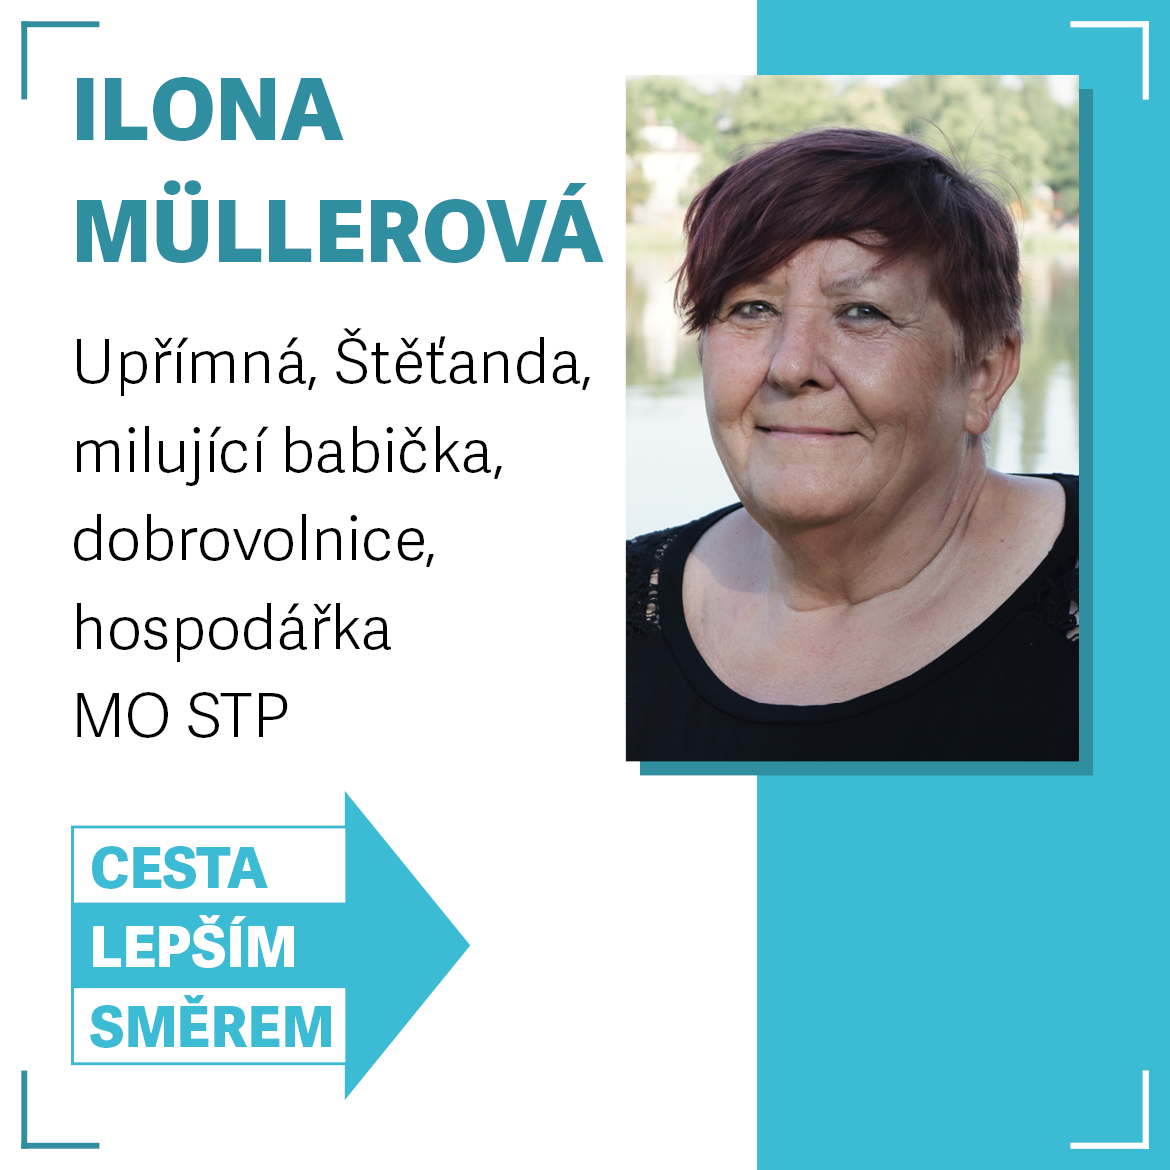 ILONA
MÜLLEROVÁ
Upřímná, Štěťanda,
milující babička,
dobrovolnice,
hospodářka
MO STP
CESTA
LEPŠÍM
SMĚREM